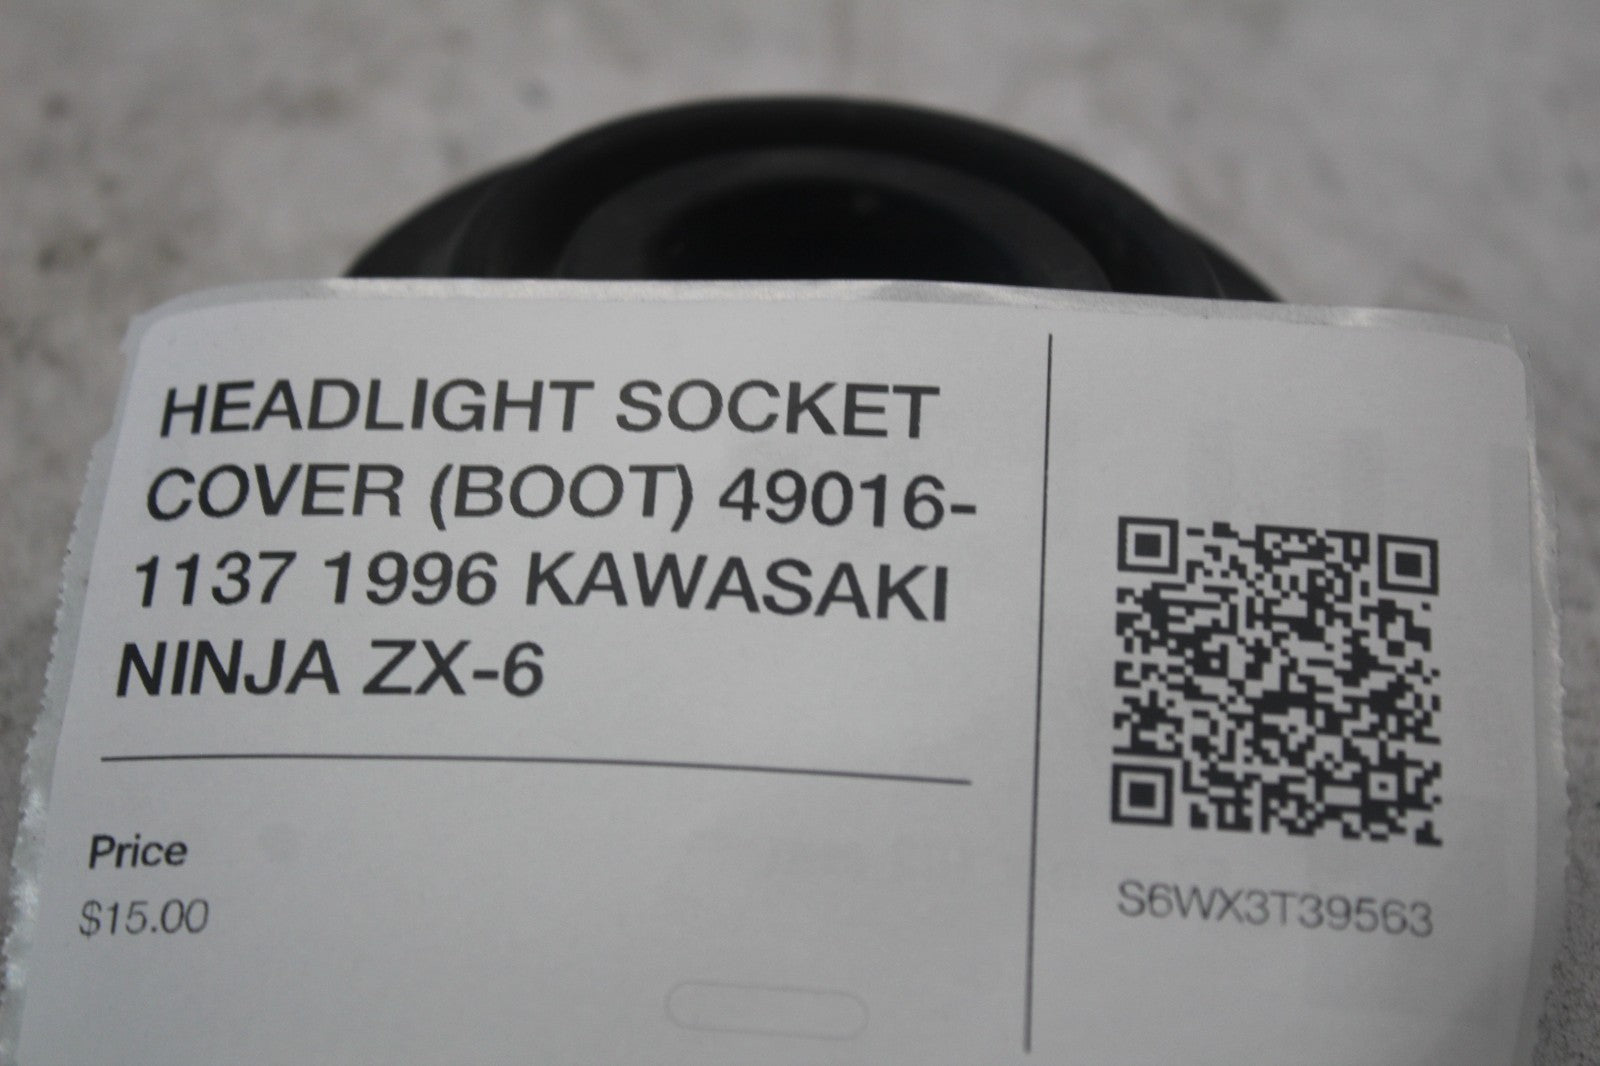 HEADLIGHT SOCKET
COVER (BOOT) 49016-
1137 1996 KAWASAKI
NINJA ZX-6
Price
$15.00
S6WX3T39563